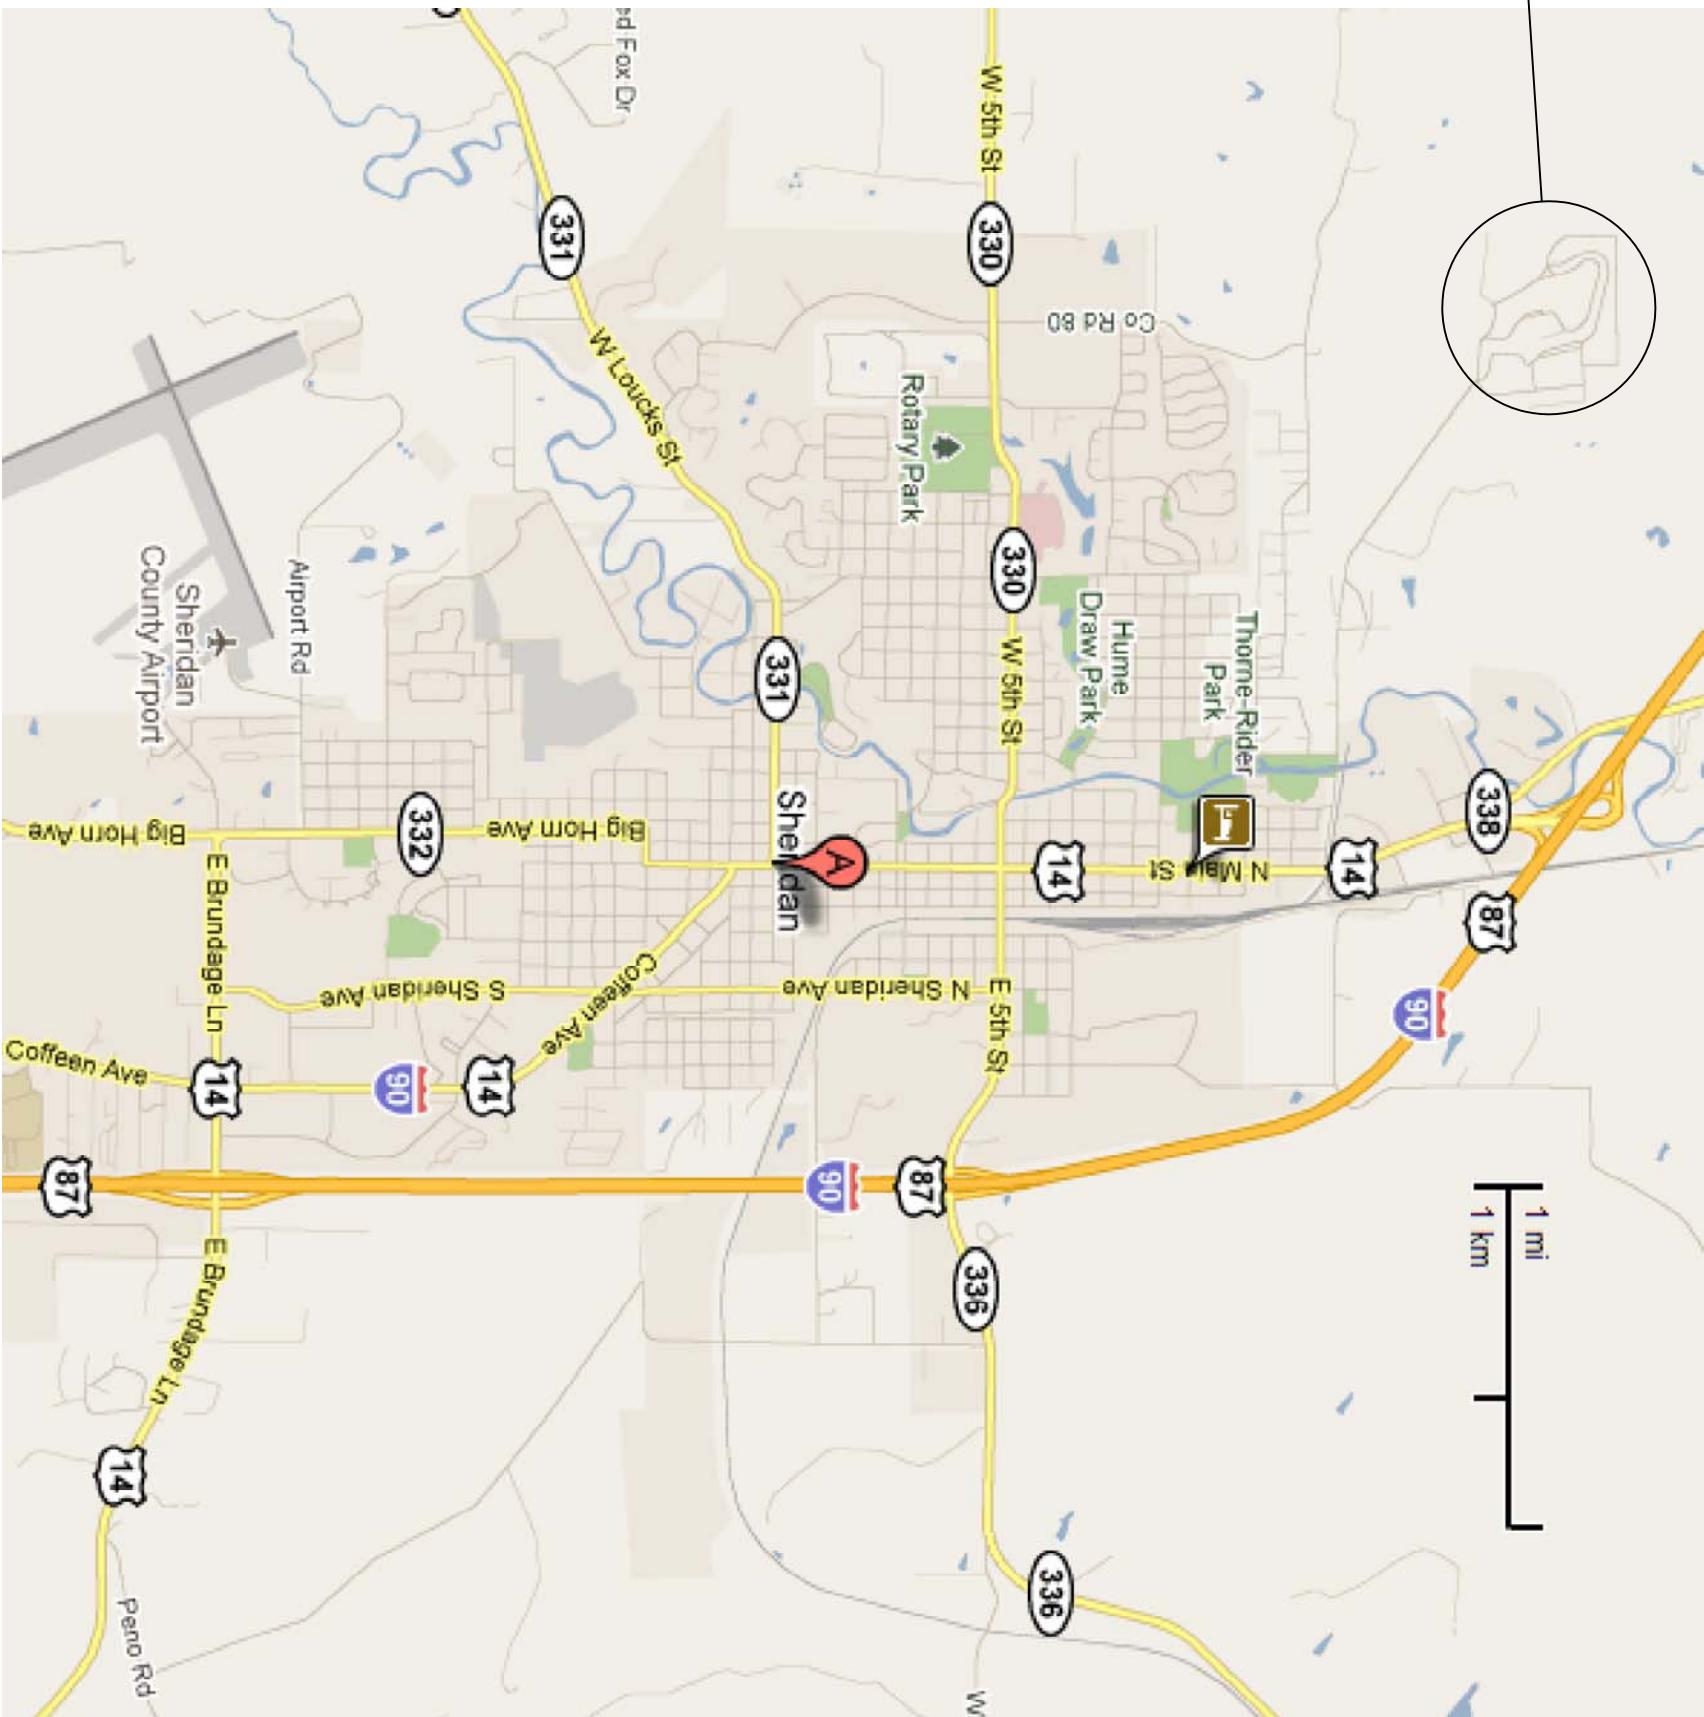 1 mi
1 km
338
87
90
14
Thorne-Rider
Park
N Main St
Hume
Draw Park
Co Rd 80
14
336
W 5th St
330
330
W 5th St
E 5th St
336
W
Rotary Park
N Sheridan Ave
87
A
90
Sheridan
331
W Loucks St
ed Fox Dr
331
Big Horn Ave
Coffeen Ave
14
S Sheridan Ave
332
90
Airport Rd
Sheridan
County Airport
E Brundage Ln
14
E Brundage Ln
Big Horn Ave
14
Peno Rd
Coffeen Ave
87